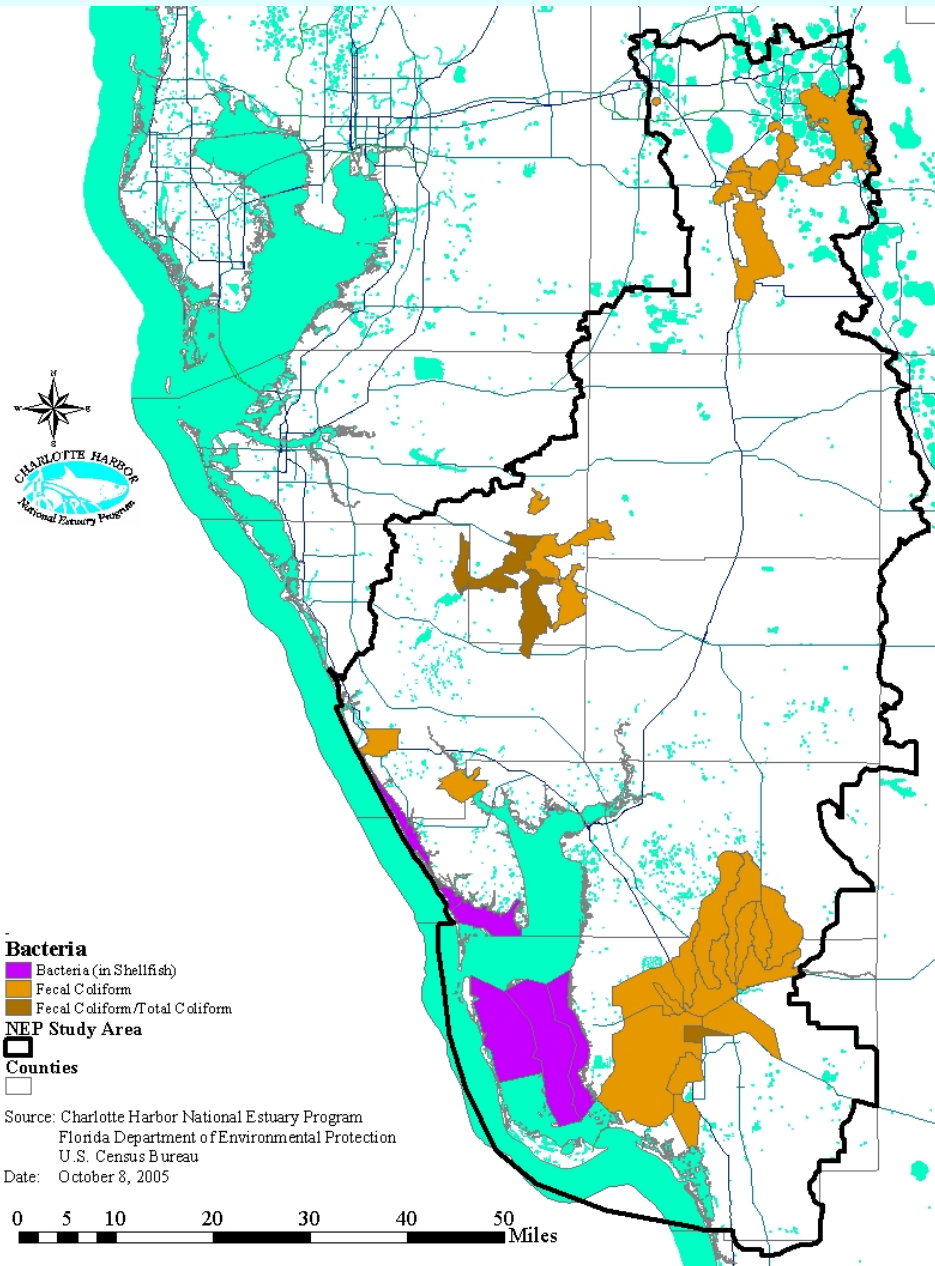 N
W
E
S
CHARLOTTE HARBOR
National Estuary Program
Bacteria
Bacteria (in Shellfish)
Fecal Coliform
Fecal Coliform/Total Coliform
NEP Study Area
Counties
Source: Charlotte Harbor National Estuary Program
Florida Department of Environmental Protection
U.S. Census Bureau
Date: October 8, 2005
0 5 10 20 30 40 50
Miles